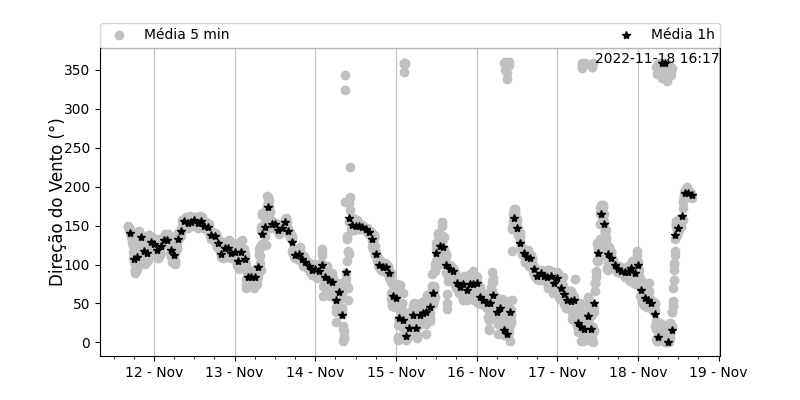 Média 5 min
Média 1h
2022-11-18 16:17
Direção do Vento (°)
350
300
250
200
150
100
50
0
12 - Nov
13 - Nov
14 - Nov
15 - Nov
16 - Nov
17 - Nov
18 - Nov
19 - Nov